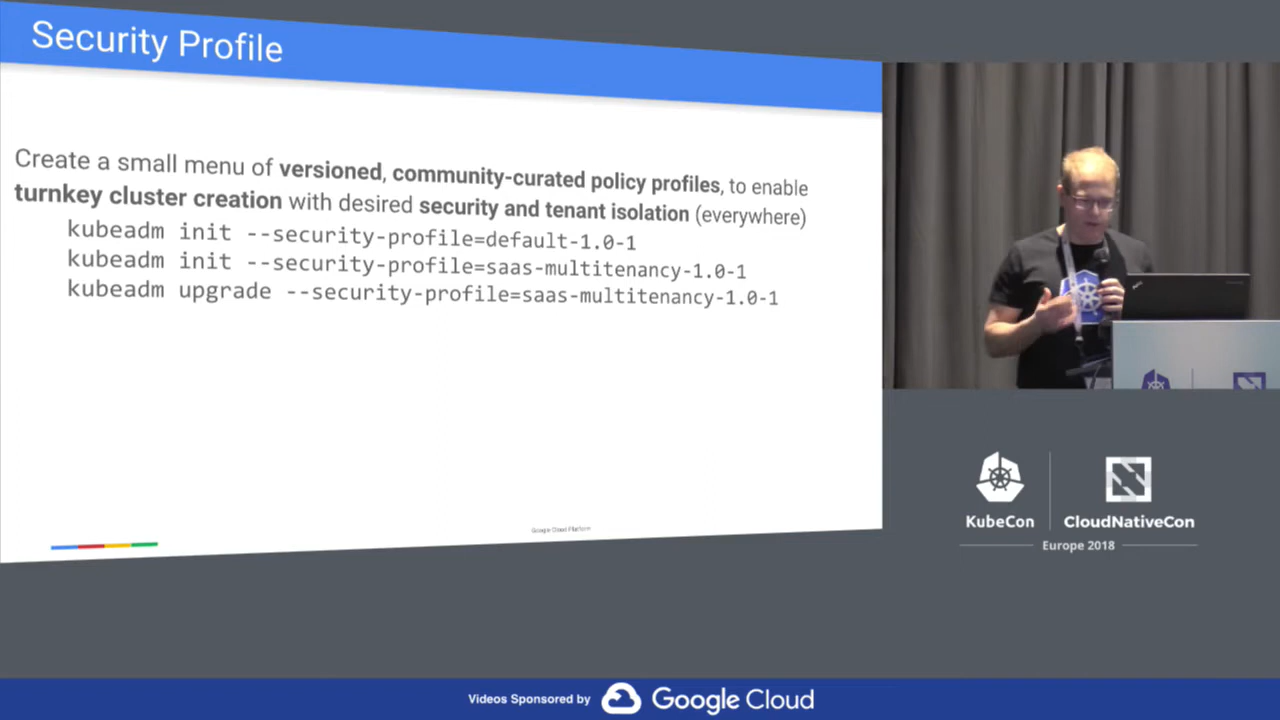 Security Profile
Create a small menu of versioned, community-curated policy profiles, to enable
turnkey cluster creation with desired security and tenant isolation (everywhere)
kubeadm init --security-profile=default-1.0-1
kubeadm init --security-profile=saas-multitenancy-1.0-1
kubeadm upgrade --security-profile=saas-multitenancy-1.0-1
Google Cloud Platform
KubeCon
CloudNativeCon
Europe 2018
Videos Sponsored by Google Cloud